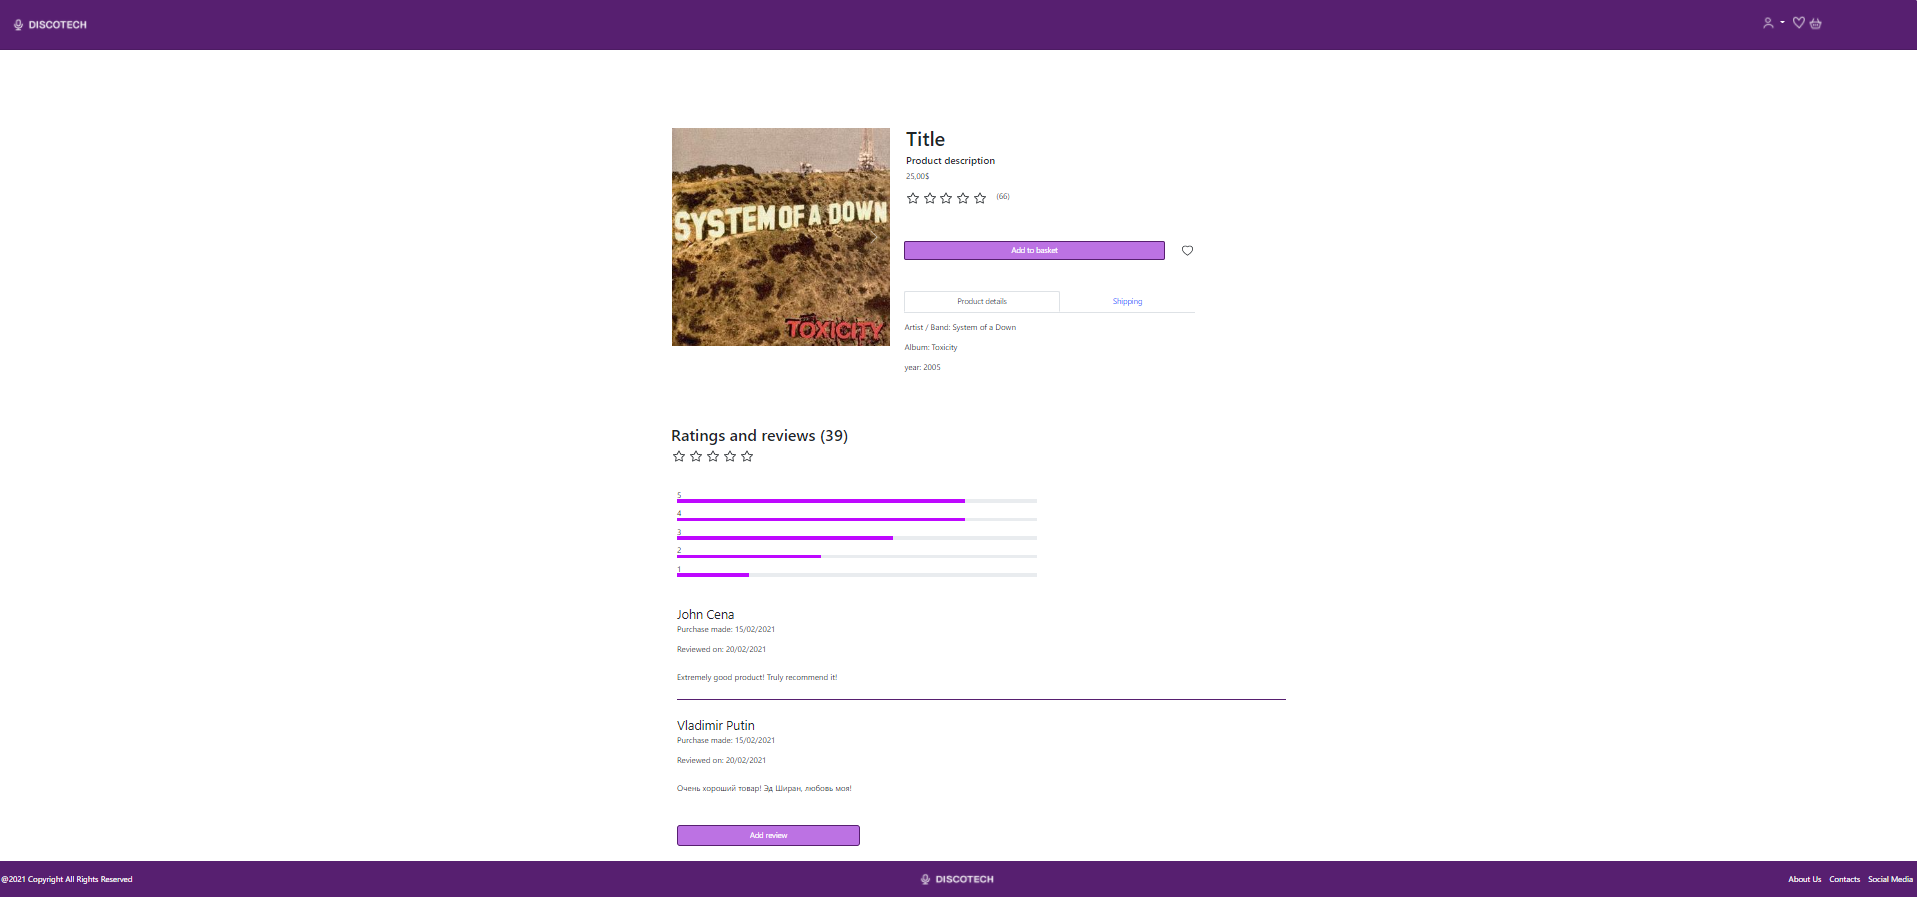 DISCOTECH
SYSTEM OF A DOWN
TOXICITY
Title
Product description
25,00$
(66)
Add to basket
Product details
Shipping
Artist / Band: System of a Down
Album: Toxicity
year: 2005
Ratings and reviews (39)
5
4
3
2
1
John Cena
Purchase made: 15/02/2021
Reviewed on: 20/02/2021
Extremely good product! Truly recommend it!
Vladimir Putin
Purchase made: 15/02/2021
Reviewed on: 20/02/2021
Очень хороший товар! Эд Ширан, любовь моя!
Add review
@2021 Copyright All Rights Reserved
DISCOTECH
About Us Contacts Social Media